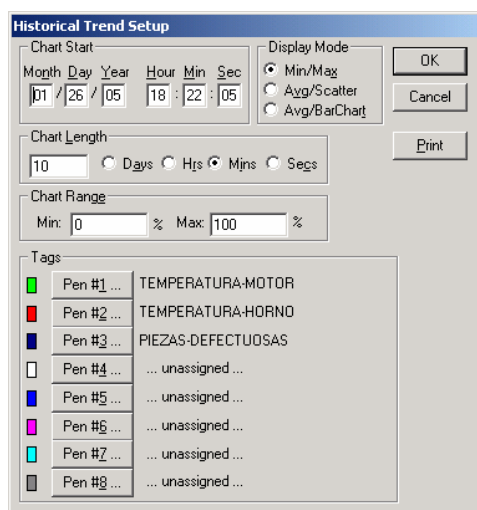 Historical Trend Setup
Chart Start
Month Day Year Hour Min Sec
01 / 26 / 05 18 : 22 : 05
Display Mode
Min/Max
Avg/Scatter
Avg/BarChart
OK
Cancel
Print
Chart Length
10 Days Hrs Mins Secs
Chart Range
Min: 0 % Max: 100 %
Tags
Pen #1 ... TEMPERATURA-MOTOR
Pen #2 ... TEMPERATURA-HORNO
Pen #3 ... PIEZAS-DEFECTUOSAS
Pen #4 ... ... unassigned ...
Pen #5 ... ... unassigned ...
Pen #6 ... ... unassigned ...
Pen #7 ... ... unassigned ...
Pen #8 ... ... unassigned ...